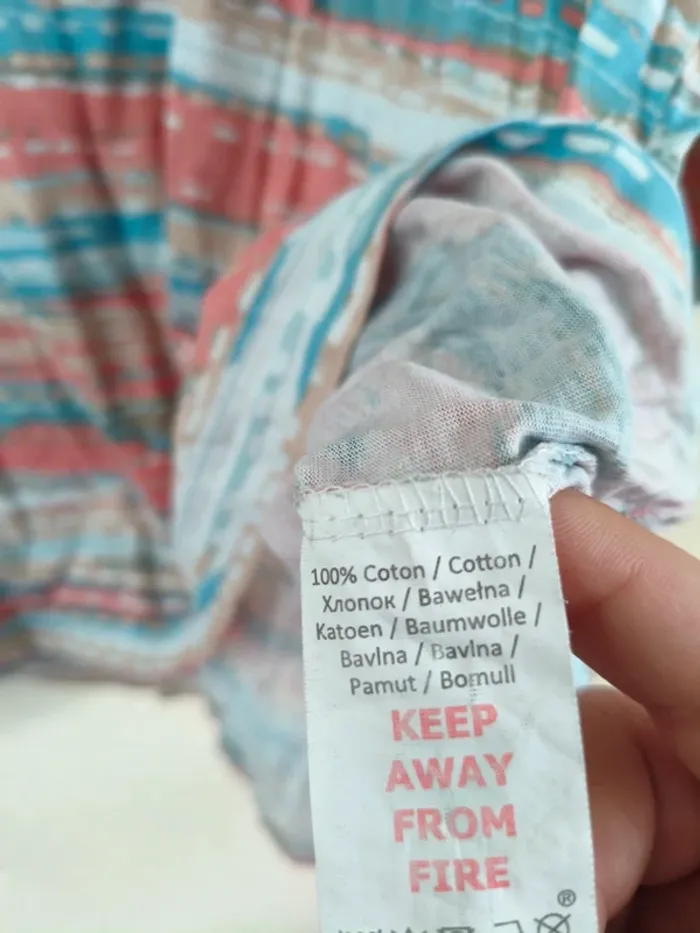 100% Coton / Cotton /
Хлопок / Bawełna /
Katoen / Baumwolle /
Bavlna / Bavlna /
Pamut / Bomull
KEEP
AWAY
FROM
FIRE
®